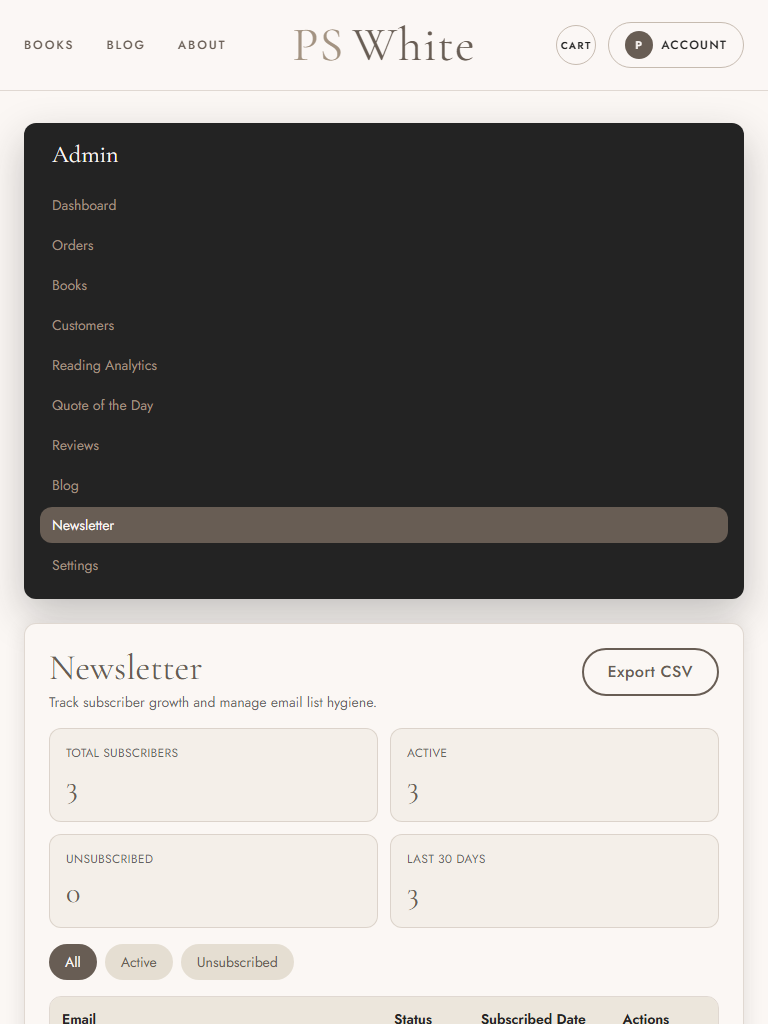 BOOKS BLOG ABOUT PS White CART P ACCOUNT
Admin
Dashboard
Orders
Books
Customers
Reading Analytics
Quote of the Day
Reviews
Blog
Newsletter
Settings
Newsletter
Export CSV
Track subscriber growth and manage email list hygiene.
TOTAL SUBSCRIBERS
3
ACTIVE
3
UNSUBSCRIBED
0
LAST 30 DAYS
3
All Active Unsubscribed
Email Status Subscribed Date Actions